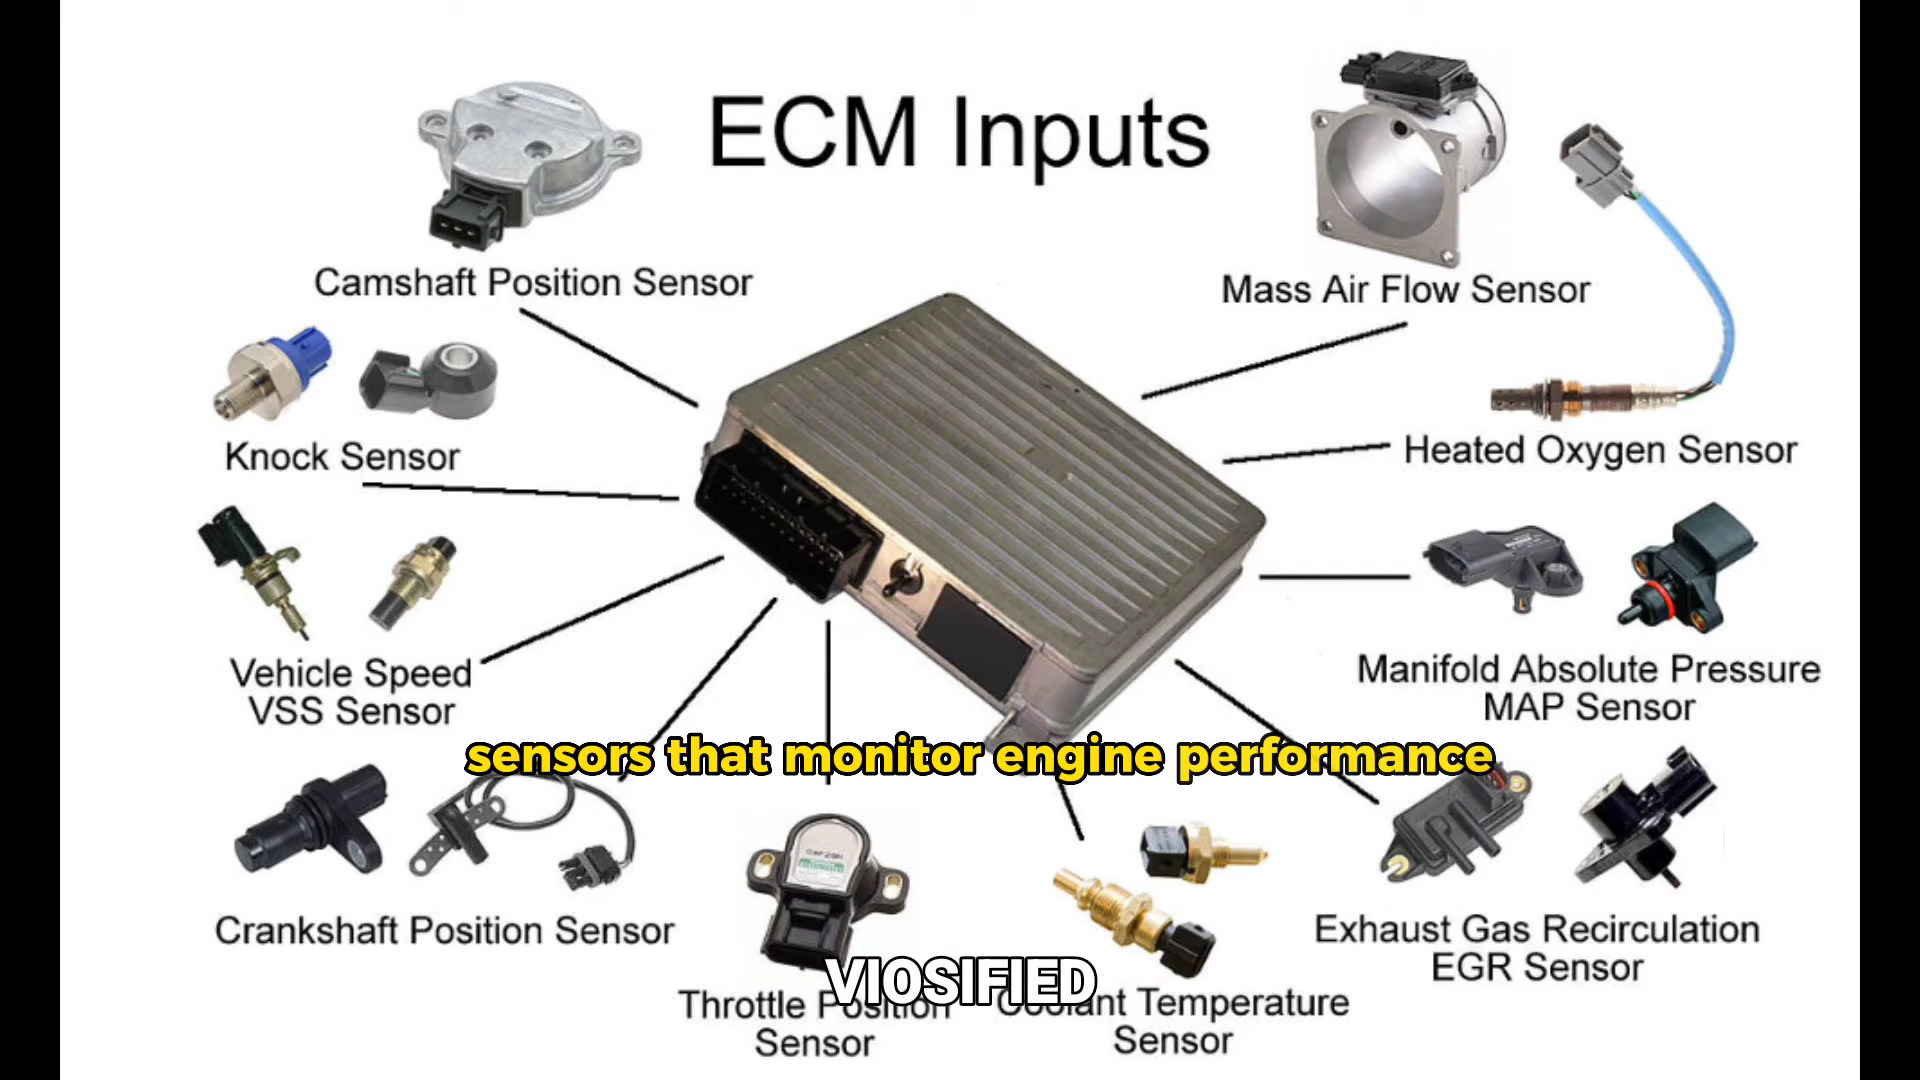 ECM Inputs
Camshaft Position Sensor
Mass Air Flow Sensor
Knock Sensor
Heated Oxygen Sensor
Vehicle Speed
VSS Sensor
Manifold Absolute Pressure
MAP Sensor
sensors that monitor engine performance
Crankshaft Position Sensor
Exhaust Gas Recirculation
EGR Sensor
VIOSIFIED
Throttle Position
Sensor
Coolant Temperature
Sensor